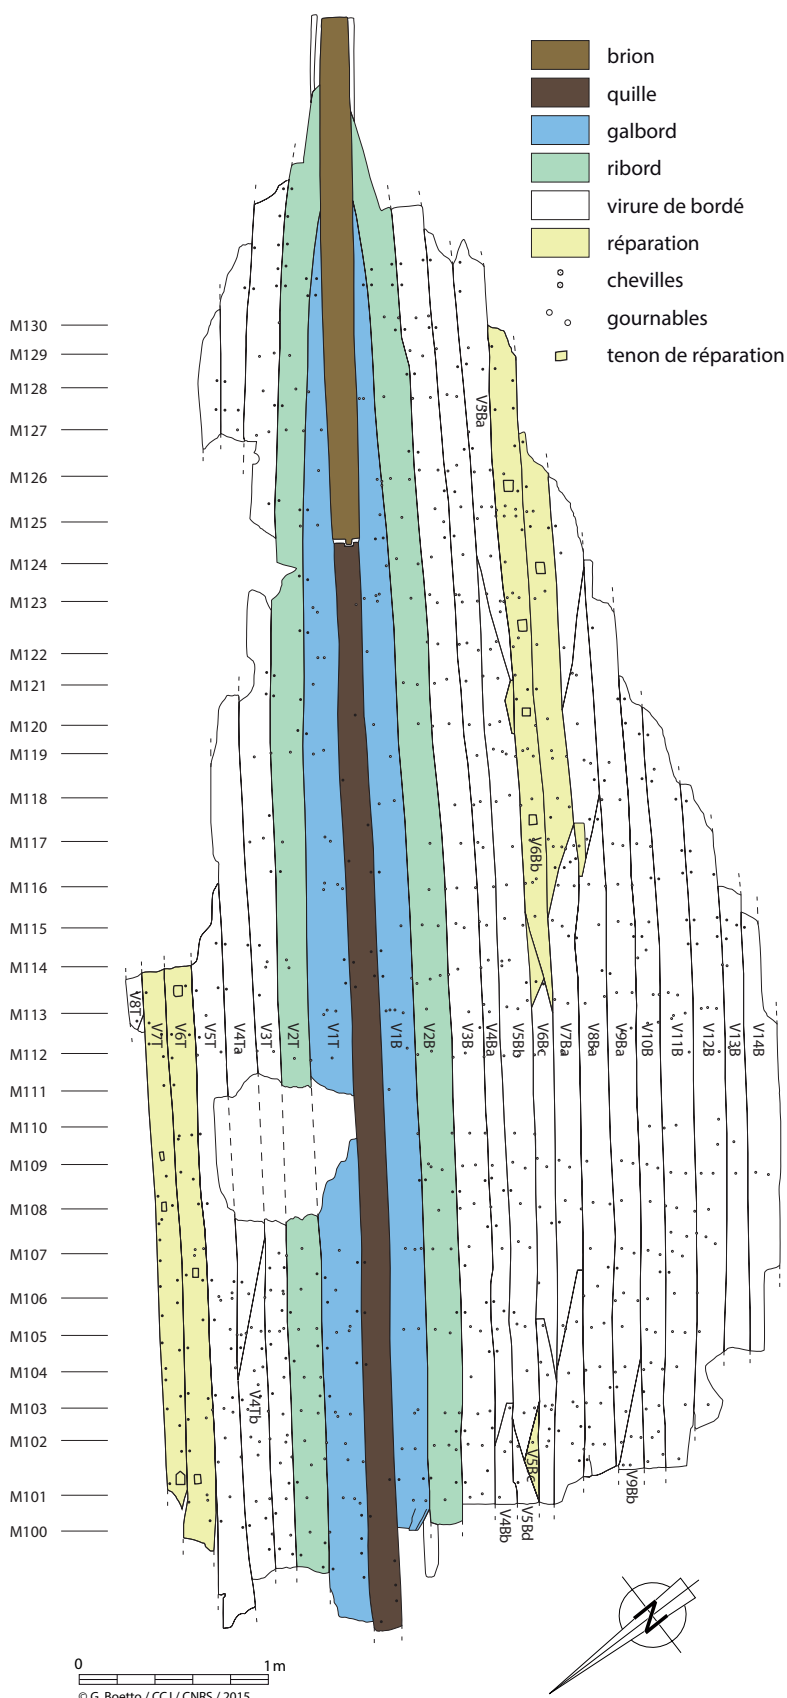 brion
quille
galbord
ribord
virure de bordé
réparation
chevilles
gournables
tenon de réparation
M130
M129
M128
M127
M126
M125
M124
M123
M122
M121
M120
M119
M118
M117
M116
M115
M114
M113
M112
M111
M110
M109
M108
M107
M106
M105
M104
M103
M102
M101
M100
V5Ba
V6Bb
V8T
V7T
V6T
V5T
V4Ta
V3T
V2T
V1T
V1B
V2B
V3B
V4Ba
V5Bb
V6Bc
V7Ba
V8Ba
V9Ba
V10B
V11B
V12B
V13B
V14B
V4Tb
V5Bc
V9Bb
V4Bb
V5Bd
N
0 1 m
© G. Boetto / CCJ / CNRS / 2015